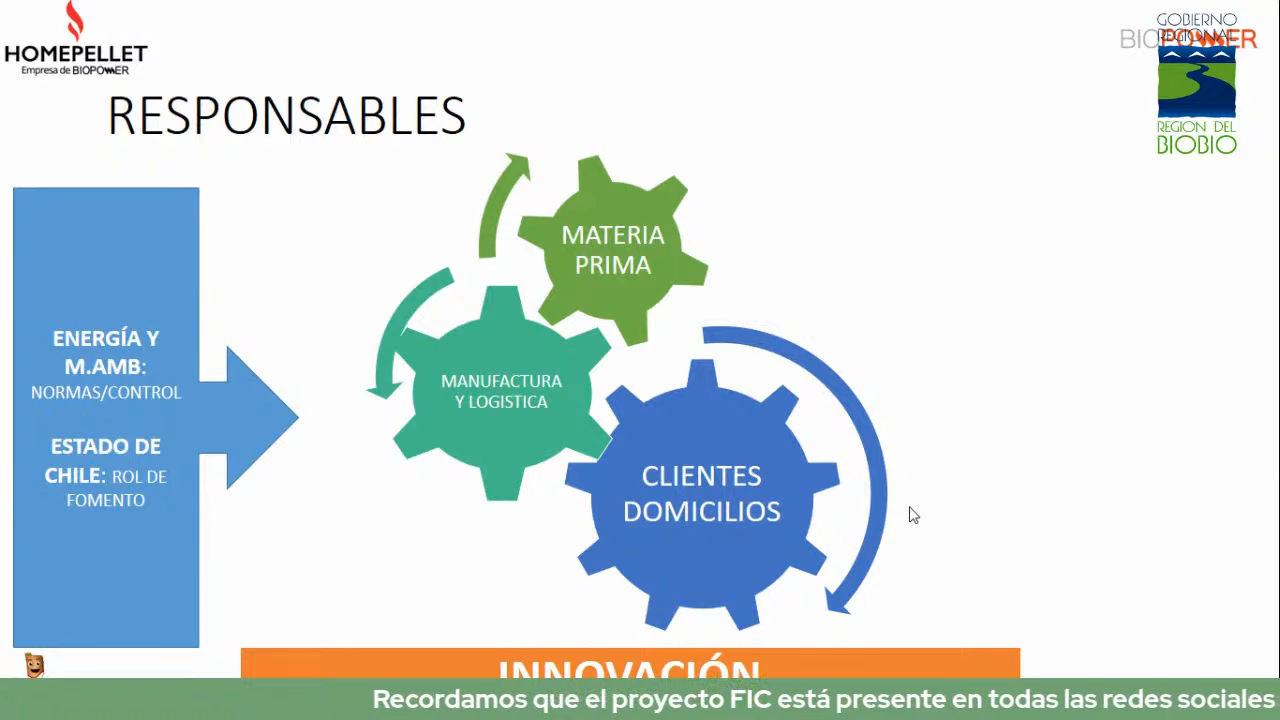 HOMEPELLET
Empresa de BIOPOWER
GOBIERNO
REGIONAL
BIOPOWER
REGION DEL
BIOBIO
RESPONSABLES
MATERIA
PRIMA
MANUFACTURA
Y LOGISTICA
CLIENTES
DOMICILIOS
ENERGÍA Y
M.AMB:
NORMAS/CONTROL
ESTADO DE
CHILE: ROL DE
FOMENTO
INNOVACIÓN
Recordamos que el proyecto FIC está presente en todas las redes sociales